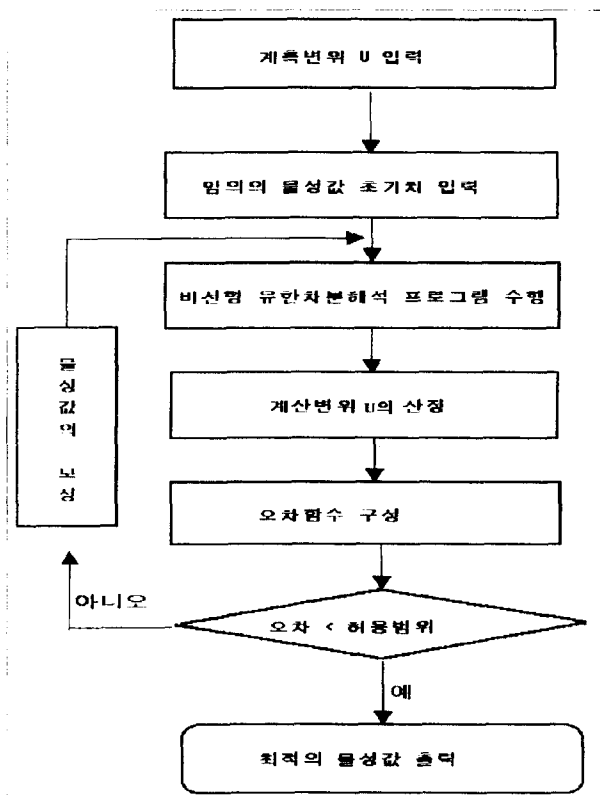 계측변위 U 입력
임의의 물성값 초기치 입력
비선형 유한차분해석 프로그램 수행
물성값의 보정
계산변위 u의 산정
오차함수 구성
아니오
오차 < 허용범위
예
최적의 물성값 출력